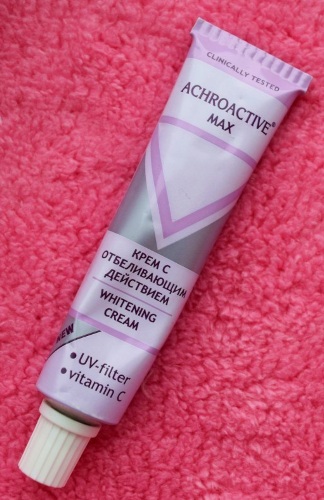 CLINICALLY TESTED
ACHROACTIVE®
MAX
КРЕМ С
ОТБЕЛИВАЮЩИМ
ДЕЙСТВИЕМ
WHITENING
CREAM
NEW
• UV-filter
• vitamin C